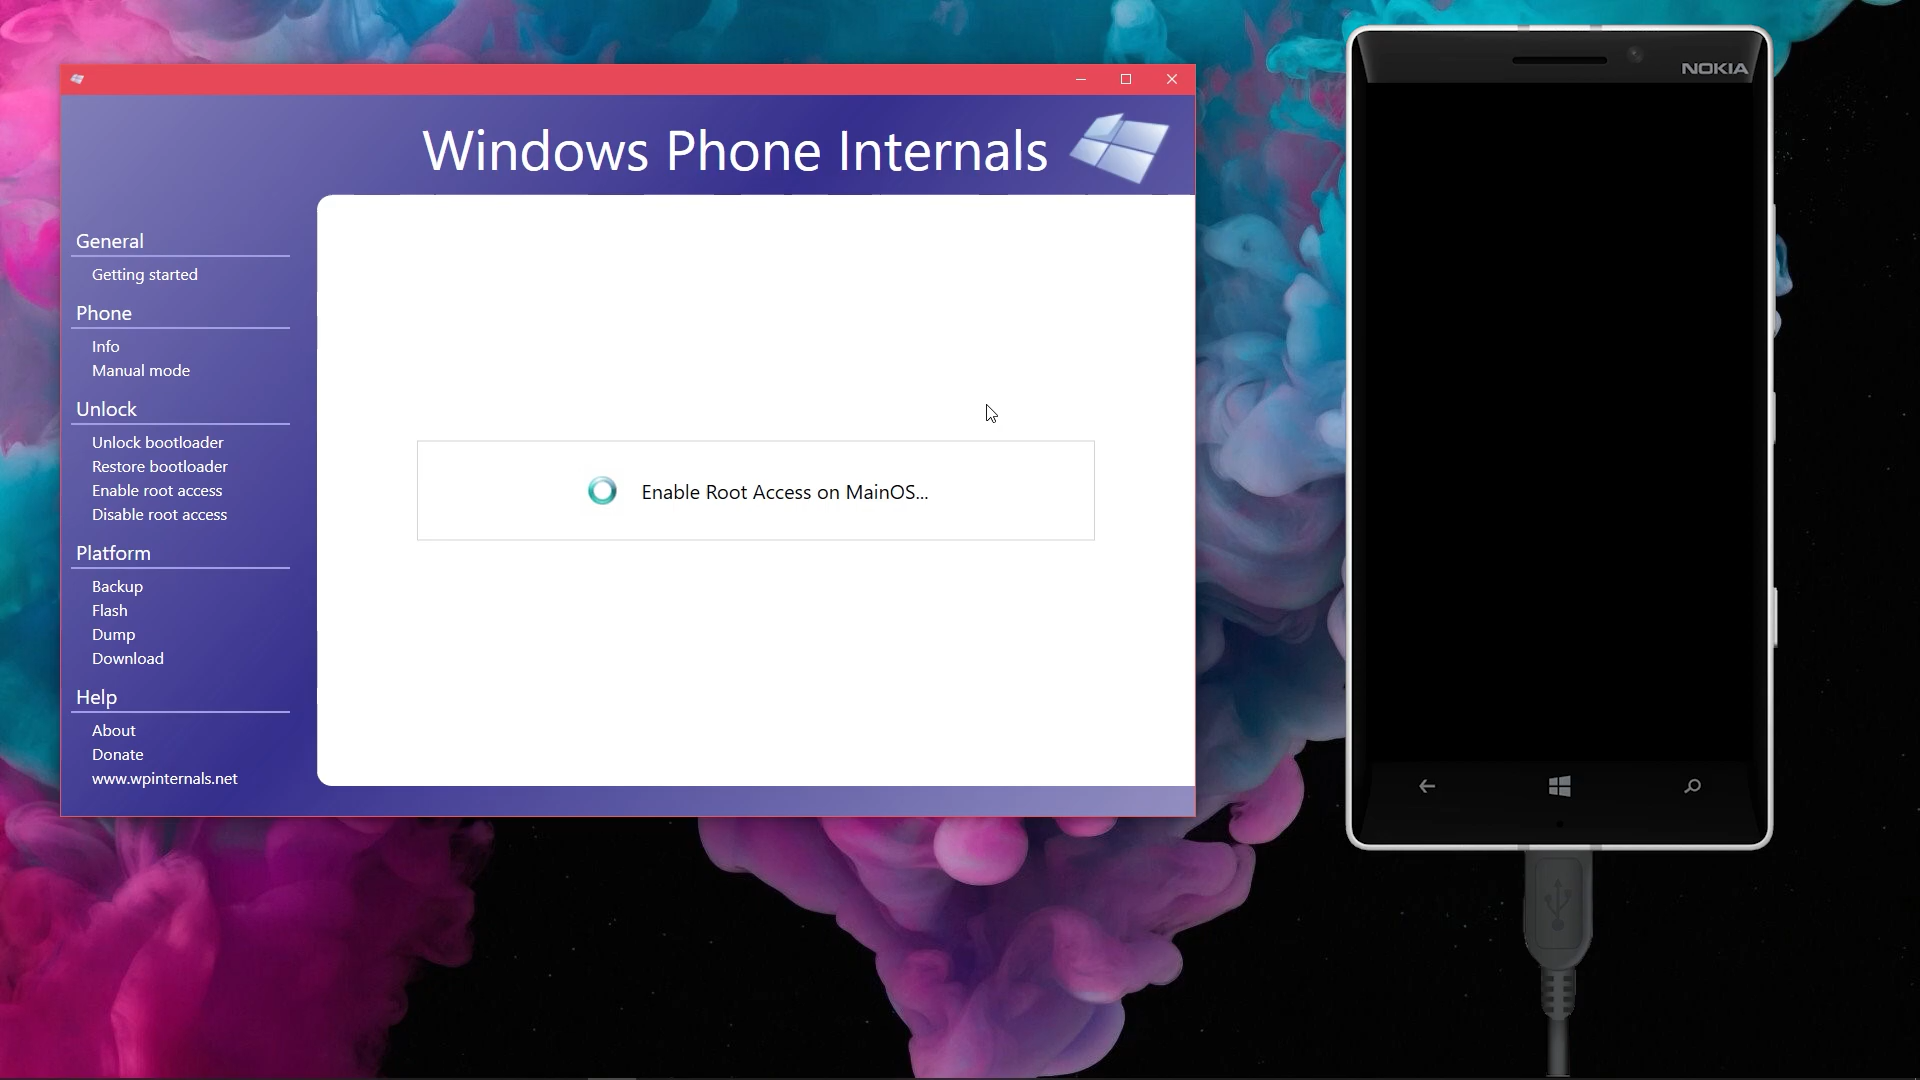 Windows Phone Internals
General
Getting started
Phone
Info
Manual mode
Unlock
Unlock bootloader
Restore bootloader
Enable root access
Disable root access
Platform
Backup
Flash
Dump
Download
Help
About
Donate
www.wpinternals.net
Enable Root Access on MainOS...
NOKIA